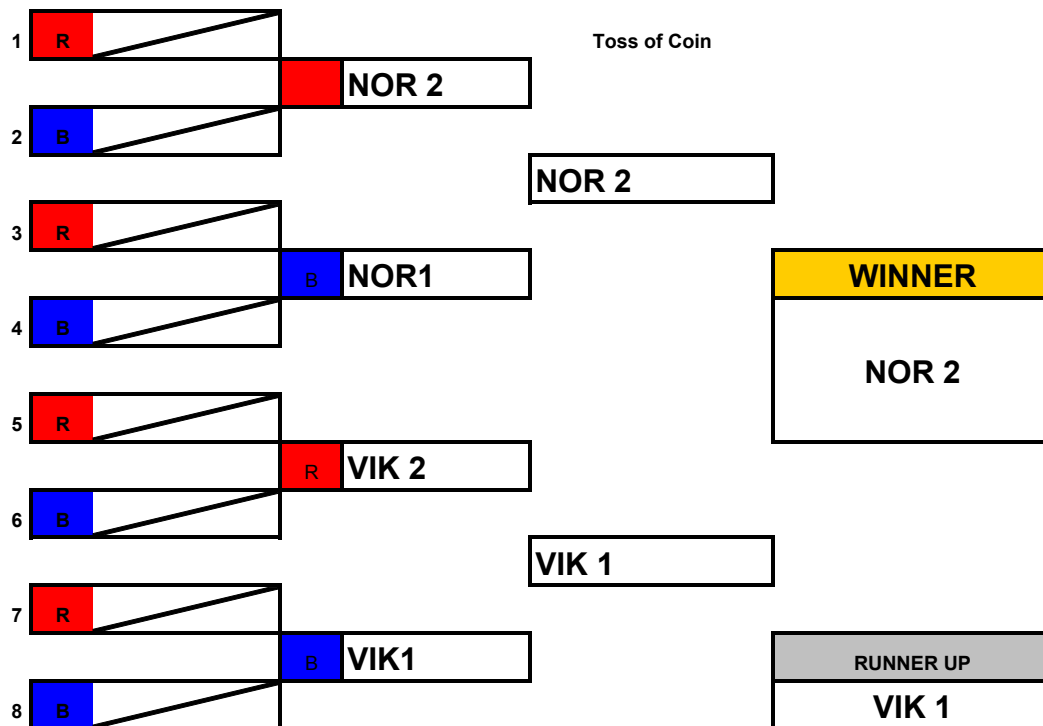 1 R Toss of Coin
NOR 2
2 B
NOR 2
3 R
B NOR1 WINNER
4 B
NOR 2
5 R
R VIK 2
6 B
VIK 1
7 R
B VIK1 RUNNER UP
8 B VIK 1